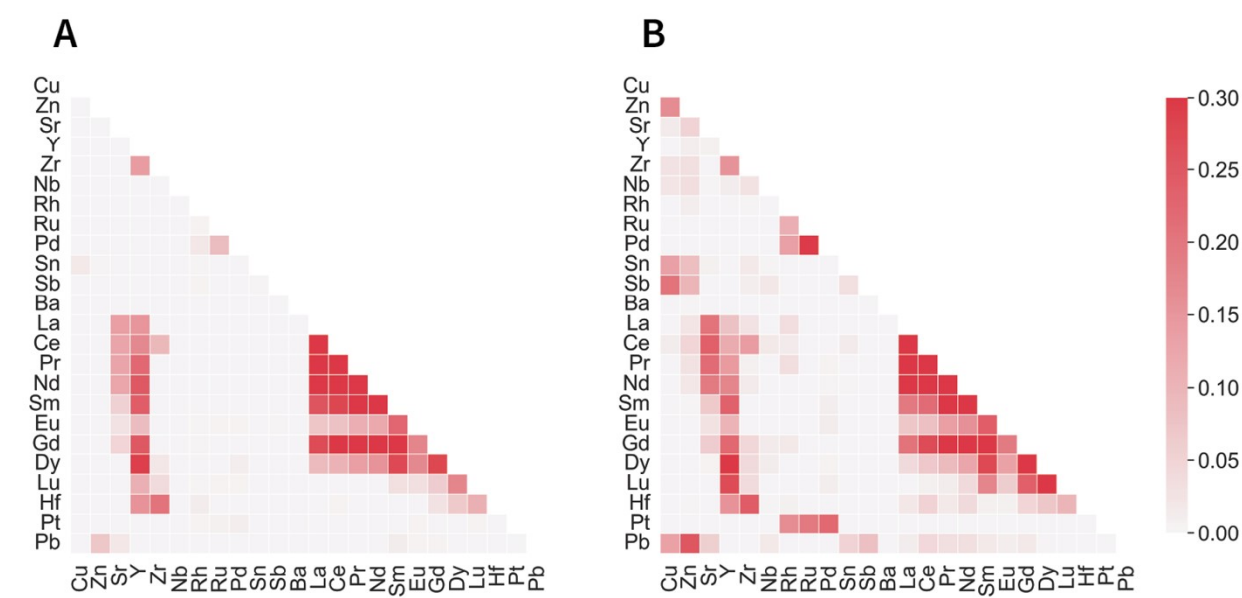 A
B
Cu
Zn
Sr
Y
Zr
Nb
Rh
Ru
Pd
Sn
Sb
Ba
La
Ce
Pr
Nd
Sm
Eu
Gd
Dy
Lu
Hf
Pt
Pb
Cu Zn Sr Y Zr Nb Rh Ru Pd Sn Sb Ba La Ce Pr Nd Sm Eu Gd Dy Lu Hf Pt Pb
Cu
Zn
Sr
Y
Zr
Nb
Rh
Ru
Pd
Sn
Sb
Ba
La
Ce
Pr
Nd
Sm
Eu
Gd
Dy
Lu
Hf
Pt
Pb
Cu Zn Sr Y Zr Nb Rh Ru Pd Sn Sb Ba La Ce Pr Nd Sm Eu Gd Dy Lu Hf Pt Pb
0.30
0.25
0.20
0.15
0.10
0.05
0.00